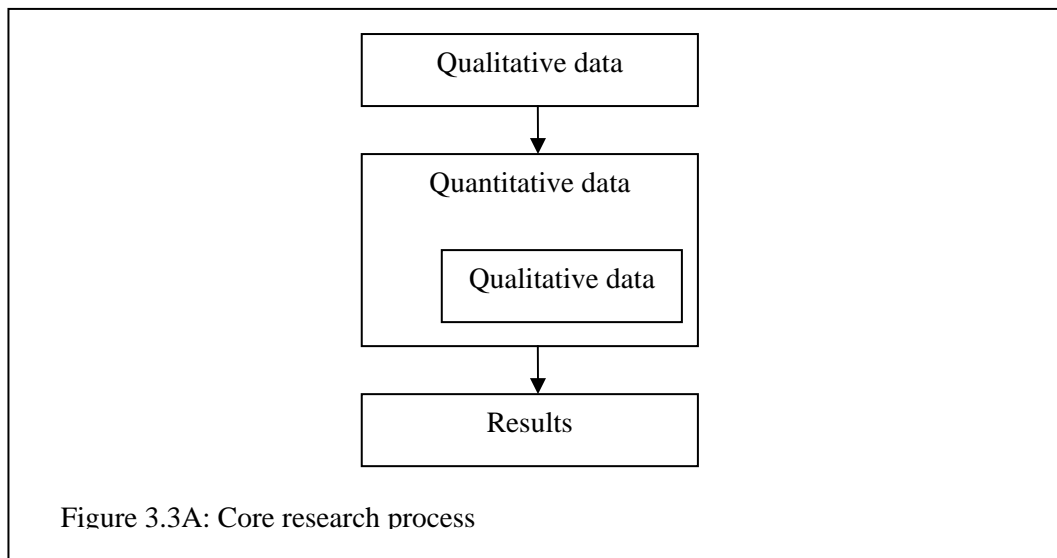 Qualitative data
Quantitative data
Qualitative data
Results
Figure 3.3A: Core research process